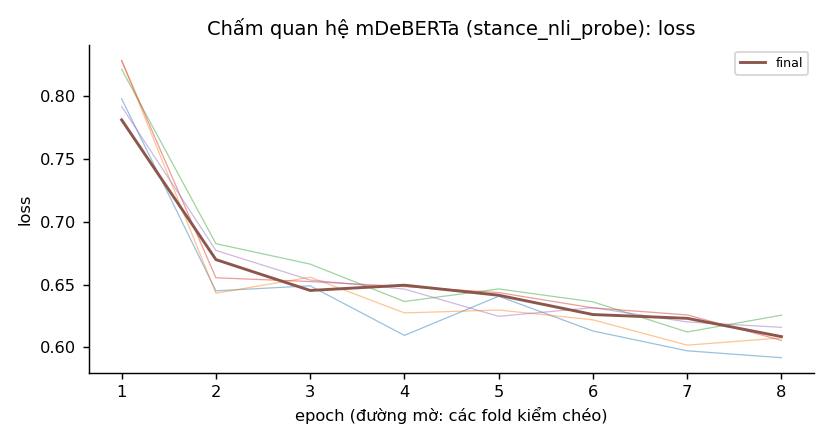 Chấm quan hệ mDeBERTa (stance_nli_probe): loss
final
loss
0.80
0.75
0.70
0.65
0.60
1 2 3 4 5 6 7 8
epoch (đường mờ: các fold kiểm chéo)